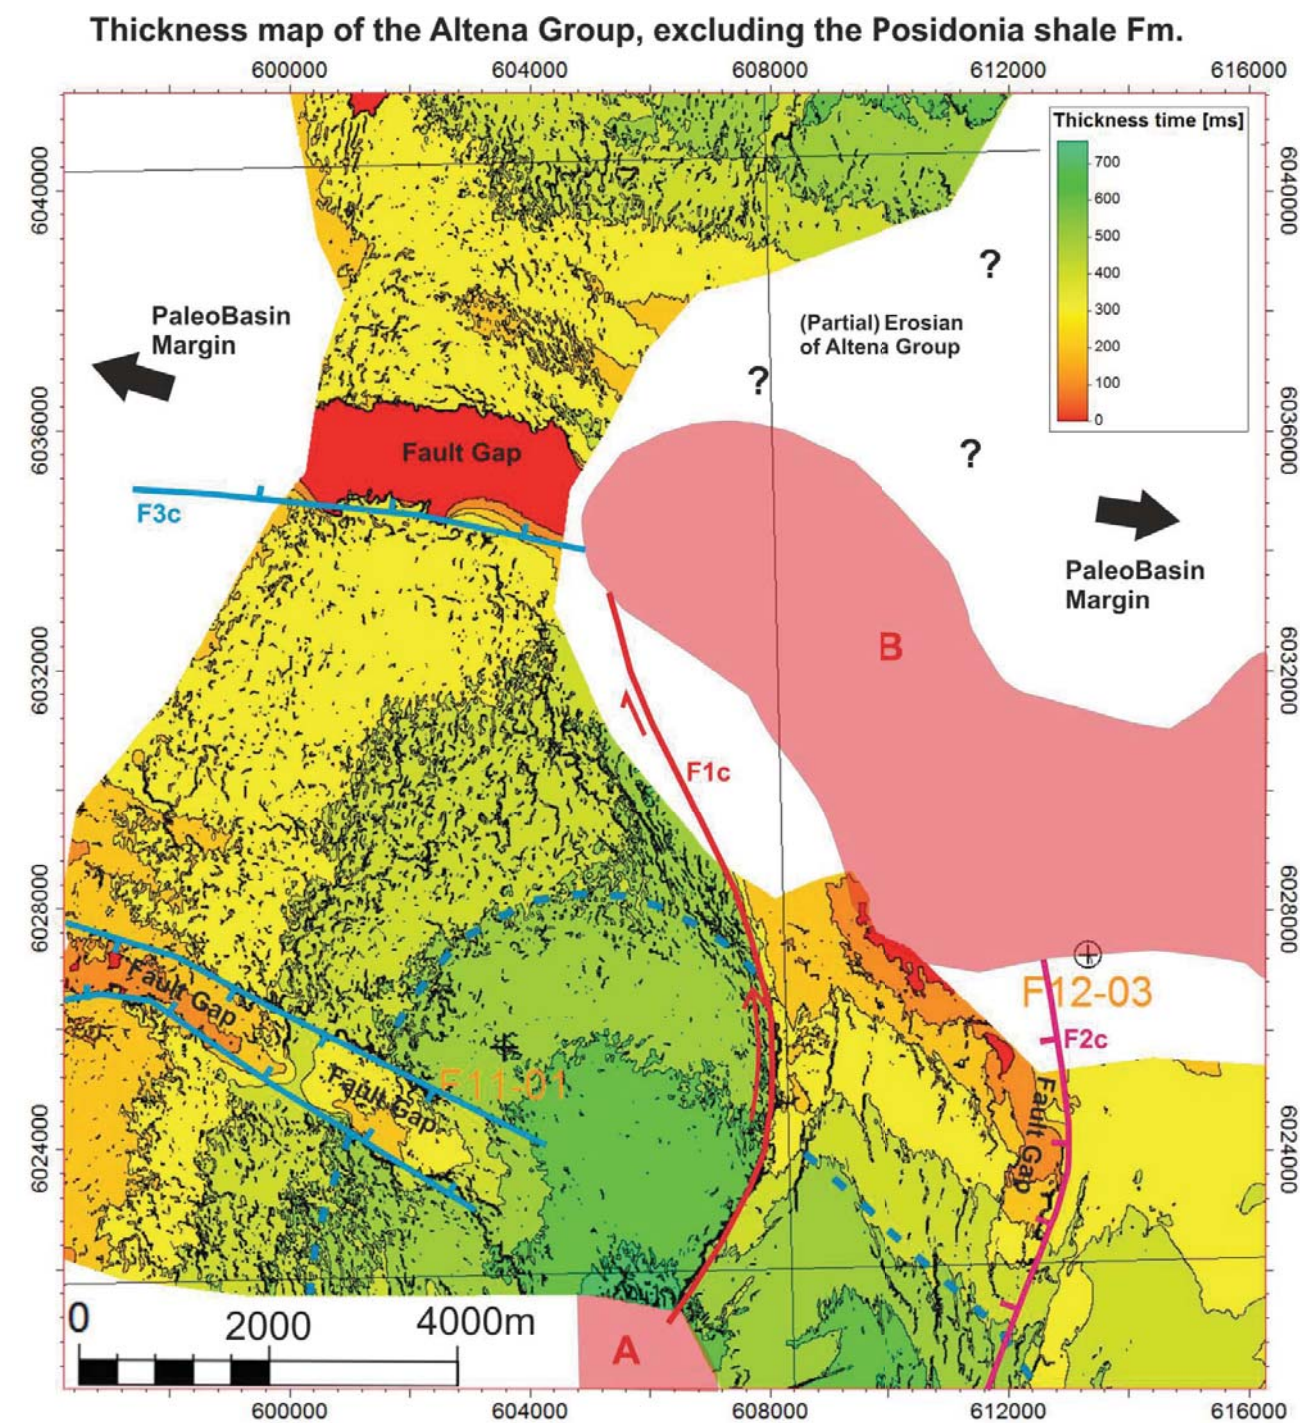 Thickness map of the Altena Group, excluding the Posidonia shale Fm.
600000 604000 608000 612000 616000
Thickness time [ms]
700
600
500
400
300
200
100
0
6040000
6040000
?
PaleoBasin
Margin
(Partial) Erosian
of Altena Group
?
6036000
6036000
Fault Gap
?
F3c
PaleoBasin
Margin
B
6032000
6032000
F1c
6028000
6028000
Fault Gap
F12-03
F2c
Fault Gap
F11-01
Fault Gap
6024000
6024000
0 2000 4000m
A
600000 604000 608000 612000 616000